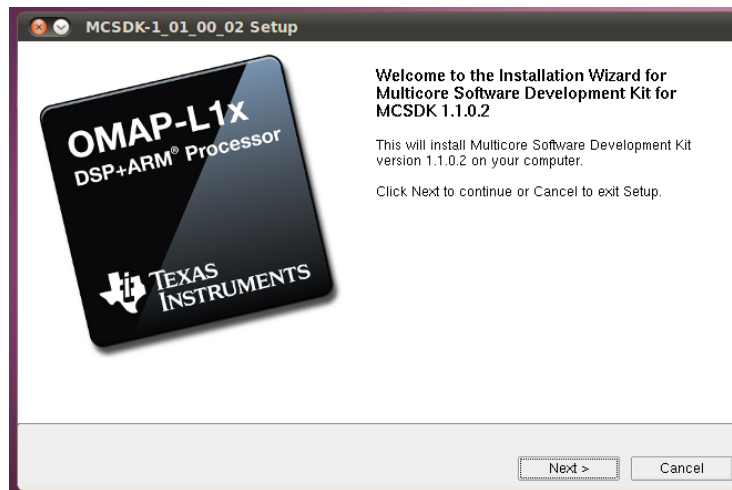 MCSDK-1_01_00_02 Setup
OMAP-L1x
DSP+ARM® Processor
TEXAS
INSTRUMENTS
Welcome to the Installation Wizard for
Multicore Software Development Kit for
MCSDK 1.1.0.2
This will install Multicore Software Development Kit
version 1.1.0.2 on your computer.
Click Next to continue or Cancel to exit Setup.
Next >
Cancel